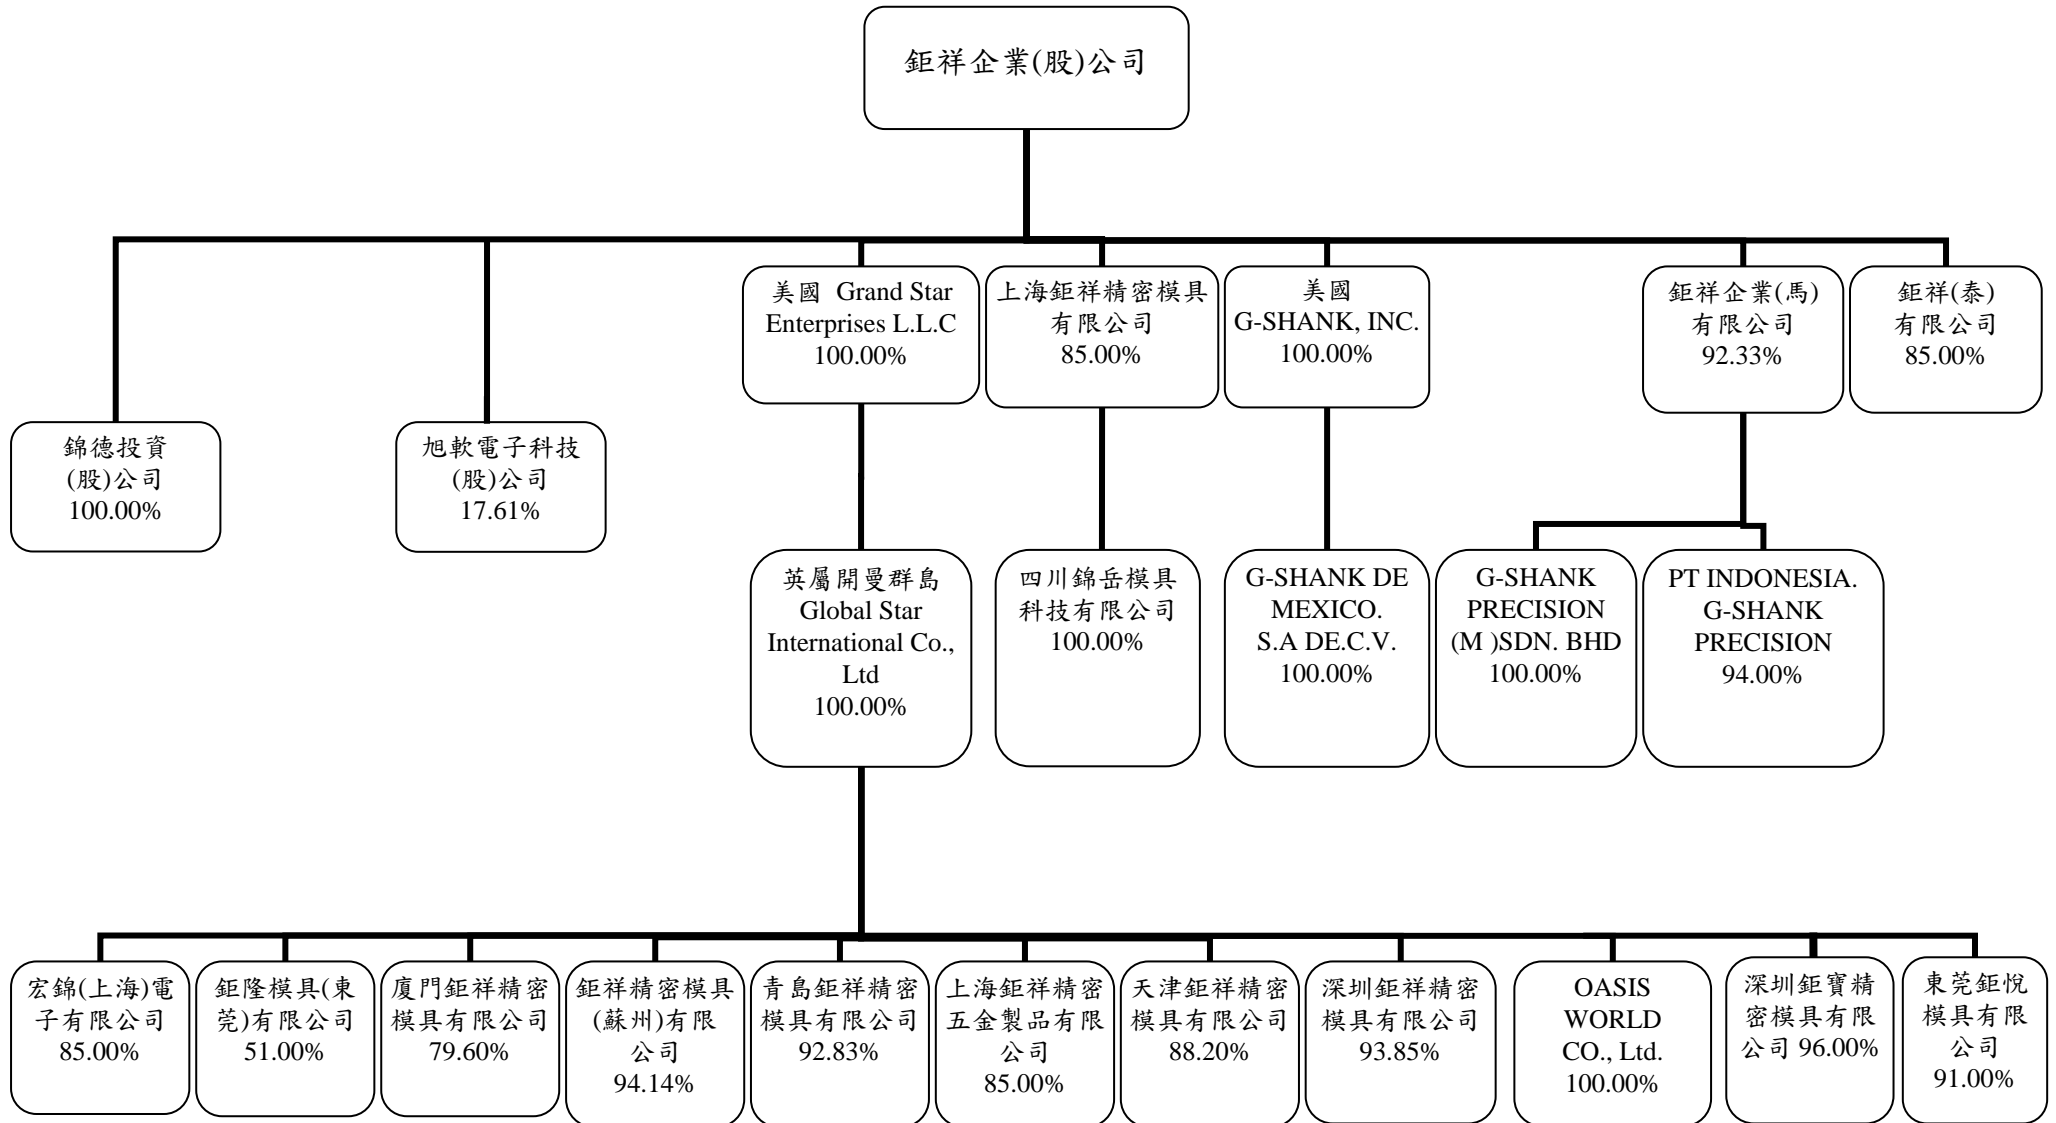 鉅祥企業(股)公司
美國 Grand Star
Enterprises L.L.C
100.00%
上海鉅祥精密模具
有限公司
85.00%
美國
G-SHANK, INC.
100.00%
鉅祥企業(馬)
有限公司
92.33%
鉅祥(泰)
有限公司
85.00%
錦德投資
(股)公司
100.00%
旭軟電子科技
(股)公司
17.61%
英屬開曼群島
Global Star
International Co.,
Ltd
100.00%
四川錦岳模具
科技有限公司
100.00%
G-SHANK DE
MEXICO.
S.A DE.C.V.
100.00%
G-SHANK
PRECISION
(M )SDN. BHD
100.00%
PT INDONESIA.
G-SHANK
PRECISION
94.00%
宏錦(上海)電
子有限公司
85.00%
鉅隆模具(東
莞)有限公司
51.00%
廈門鉅祥精密
模具有限公司
79.60%
鉅祥精密模具
(蘇州)有限
公司
94.14%
青島鉅祥精密
模具有限公司
92.83%
上海鉅祥精密
五金製品有限
公司
85.00%
天津鉅祥精密
模具有限公司
88.20%
深圳鉅祥精密
模具有限公司
93.85%
OASIS
WORLD
CO., Ltd.
100.00%
深圳鉅寶精
密模具有限
公司 96.00%
東莞鉅悅
模具有限
公司
91.00%